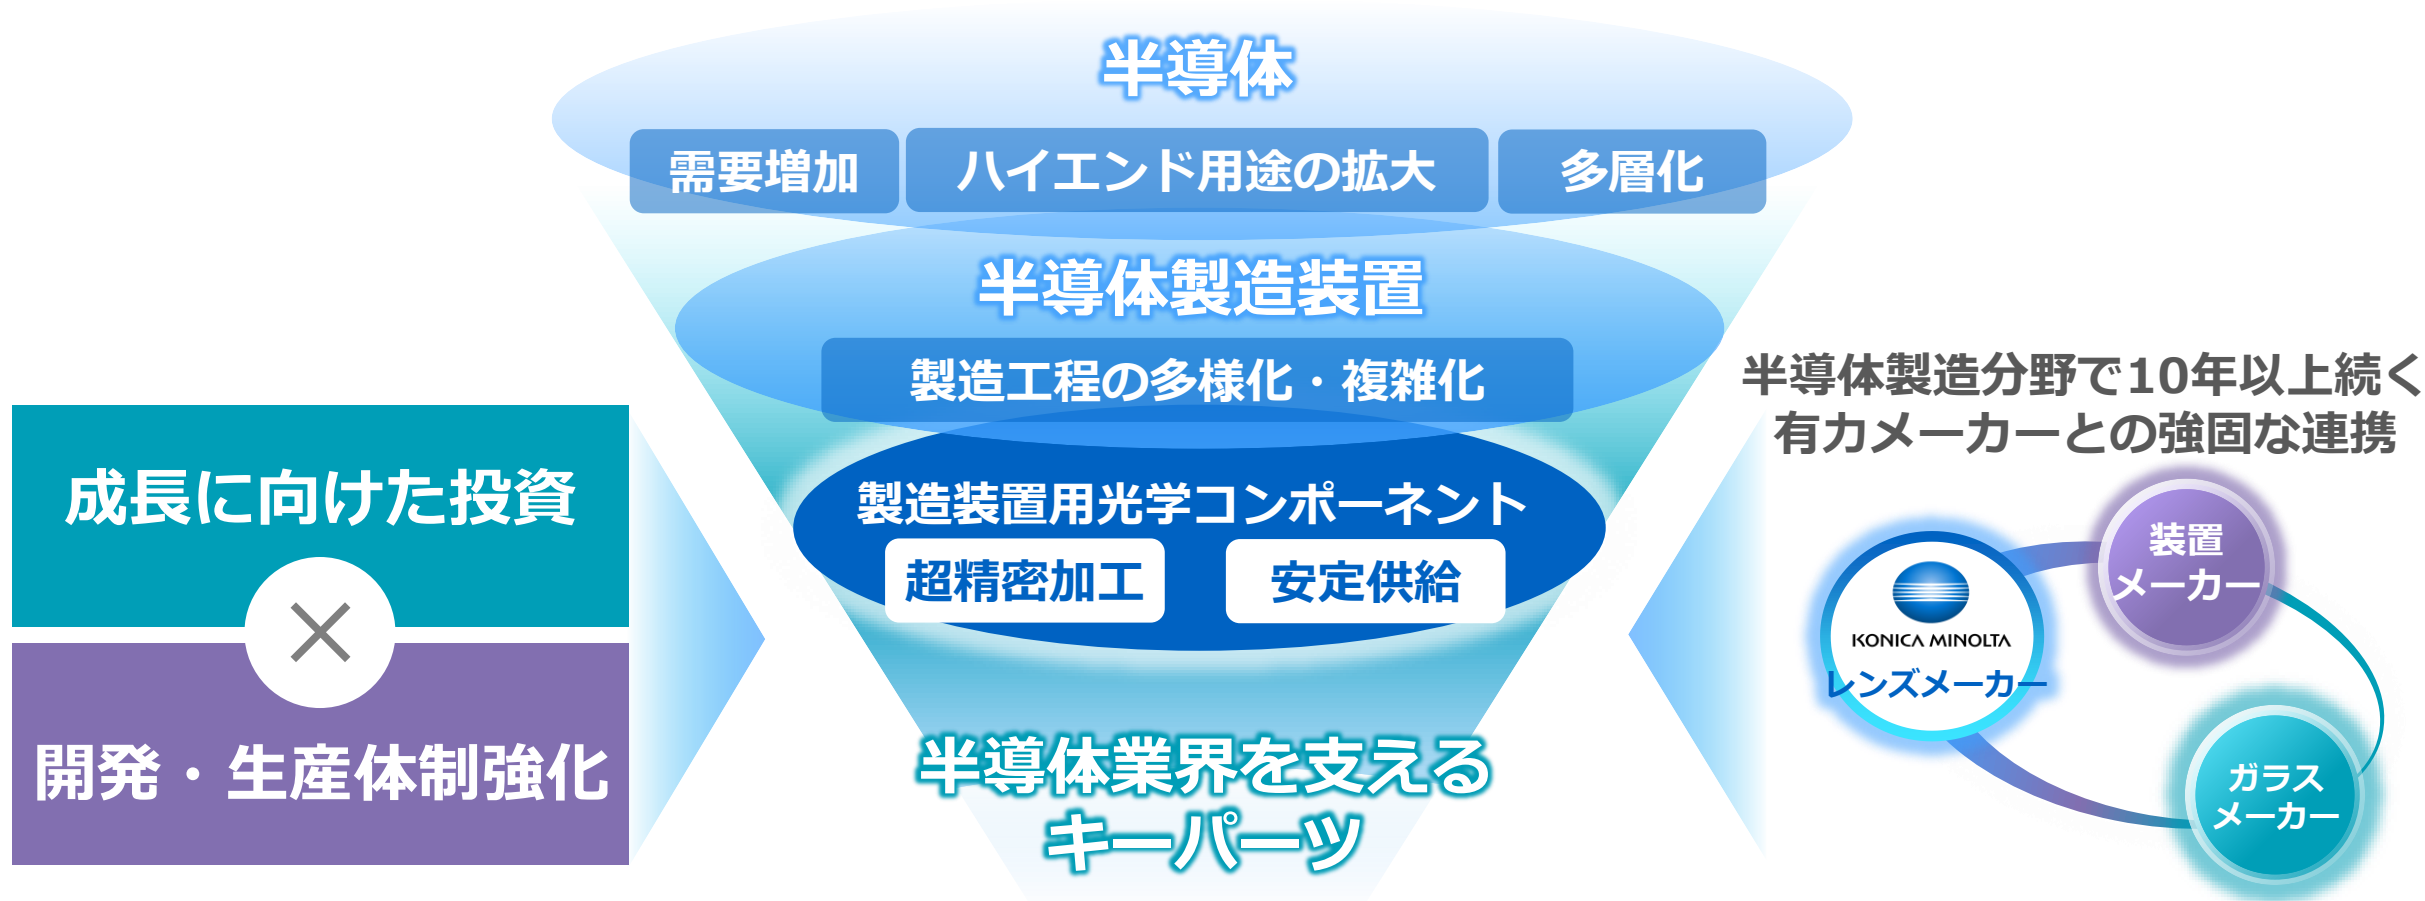 半導体
需要増加
ハイエンド用途の拡大
多層化
半導体製造装置
製造工程の多様化・複雑化
製造装置用光学コンポーネント
超精密加工
安定供給
半導体業界を支える
キーパーツ
成長に向けた投資
×
開発・生産体制強化
半導体製造分野で10年以上続く
有力メーカーとの強固な連携
装置
メーカー
KONICA MINOLTA
レンズメーカー
ガラス
メーカー